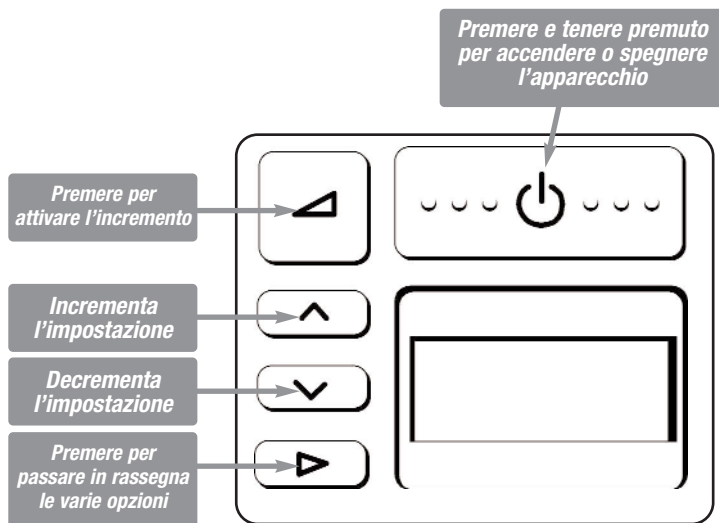 Premere e tenere premuto
per accendere o spegnere
l'apparecchio
Premere per
attivare l'incremento
Incrementa
l'impostazione
Decrementa
l'impostazione
Premere per
passare in rassegna
le varie opzioni